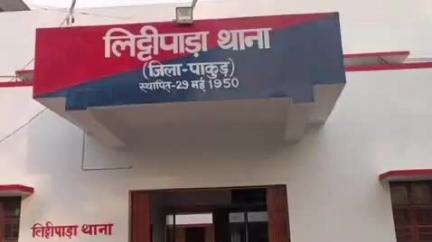 लिट्टीपाड़ा थाना
(जिला-पाकुड़)
स्थापित-29 मई 1950
लिट्टीपाड़ा थाना